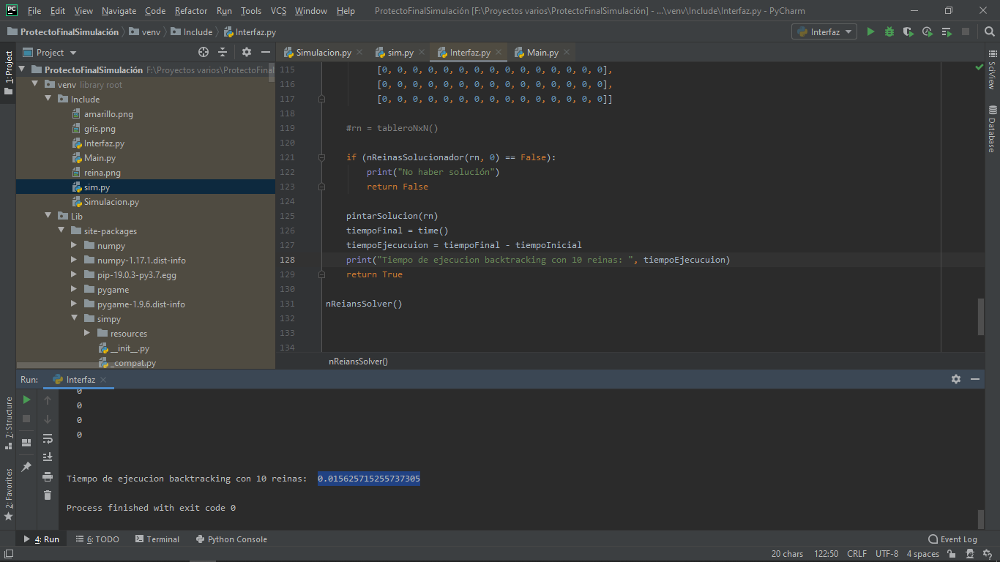 PC File Edit View Navigate Code Refactor Run Tools VCS Window Help ProtectoFinalSimulación [F:\Proyectos varios\ProtectoFinalSimulación] - ...\venv\Include\Interfaz.py - PyCharm
ProtectoFinalSimulación venv Include Interfaz.py Interfaz
1: Project
Project
ProtectoFinalSimulación F:\Proyectos varios\ProtectoFinal
venv library root
Include
amarillo.png
gris.png
Interfaz.py
Main.py
reina.png
sim.py
Simulacion.py
Lib
site-packages
numpy
numpy-1.17.1.dist-info
pip-19.0.3-py3.7.egg
pygame
pygame-1.9.6.dist-info
simpy
resources
__init__.py
_compat.py
Simulacion.py sim.py Interfaz.py Main.py
115 [0, 0, 0, 0, 0, 0, 0, 0, 0, 0, 0, 0, 0, 0, 0],
116 [0, 0, 0, 0, 0, 0, 0, 0, 0, 0, 0, 0, 0, 0, 0],
117 [0, 0, 0, 0, 0, 0, 0, 0, 0, 0, 0, 0, 0, 0, 0]]
118
119 #rn = tableroNxN()
120
121 if (nReinasSolucionador(rn, 0) == False):
122 print("No haber solución")
123 return False
124
125 pintarSolucion(rn)
126 tiempoFinal = time()
127 tiempoEjecucuion = tiempoFinal - tiempoInicial
128 print("Tiempo de ejecucion backtracking con 10 reinas: ", tiempoEjecucuion)
129 return True
130
131 nReiansSolver()
132
133
134
nReiansSolver()
SciView
Database
Run: Interfaz
0
0
0
0
Tiempo de ejecucion backtracking con 10 reinas:  0.015625715255737305
Process finished with exit code 0
7: Structure
2: Favorites
4: Run 6: TODO Terminal Python Console Event Log
20 chars 122:50 CRLF UTF-8 4 spaces